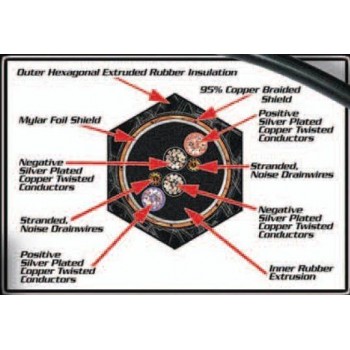 Outer Hexagonal Extruded Rubber Insulation
95% Copper Braided
Shield
Mylar Foil Shield
Positive
Silver Plated
Copper Twisted
Conductors
Negative
Silver Plated
Copper Twisted
Conductors
Stranded,
Noise Drainwires
Stranded,
Noise Drainwires
Negative
Silver Plated
Copper Twisted
Conductors
Positive
Silver Plated
Copper Twisted
Conductors
Inner Rubber
Extrusion